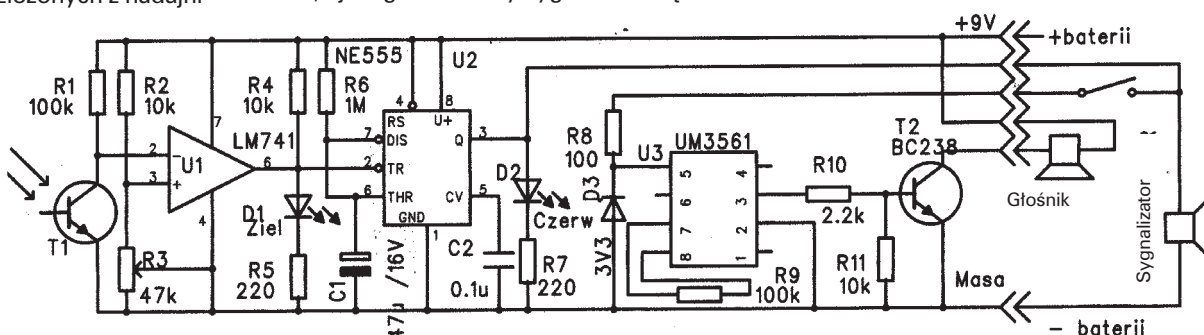 +9V
+baterii
NE555
U2
R1
100k
R2
10k
R4
10k
R6
1M
4
8
RS
U+
7
DIS
Q
3
LM741
7
2
U1
6
3
+
4
2
TR
6
THR
CV
5
GND
1
T1
R3
47k
D1
Ziel
R5
220
C1
47u /16V
C2
0.1u
D2
Czerw
R7
220
R8
100
D3
3V3
U3
UM3561
5
4
6
3
7
2
8
1
R9
100k
R10
2.2k
R11
10k
T2
BC238
Głośnik
Sygnalizator
Masa
- baterii